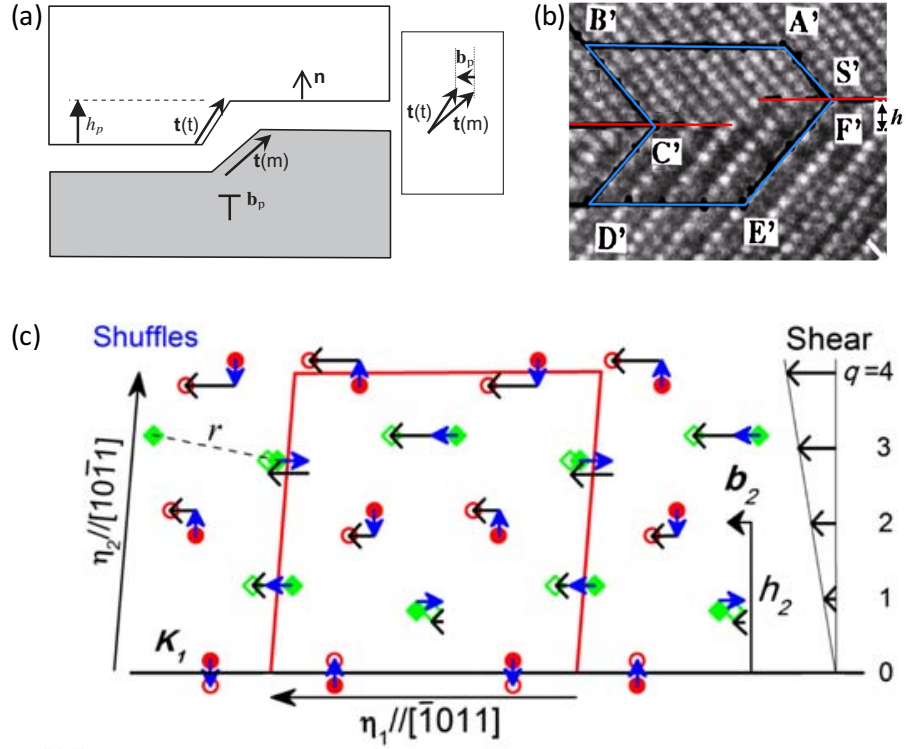 (a)
n
h_p
t(t)
t(m)
b_p
b_p
t(t)
t(m)
(b)
B'
A'
S'
F'
h
C'
D'
E'
(c)
Shuffles
Shear
q=4
r
3
b₂
2
η₂//[101̄1]
h₂
1
K₁
0
η₁//[1̄011]